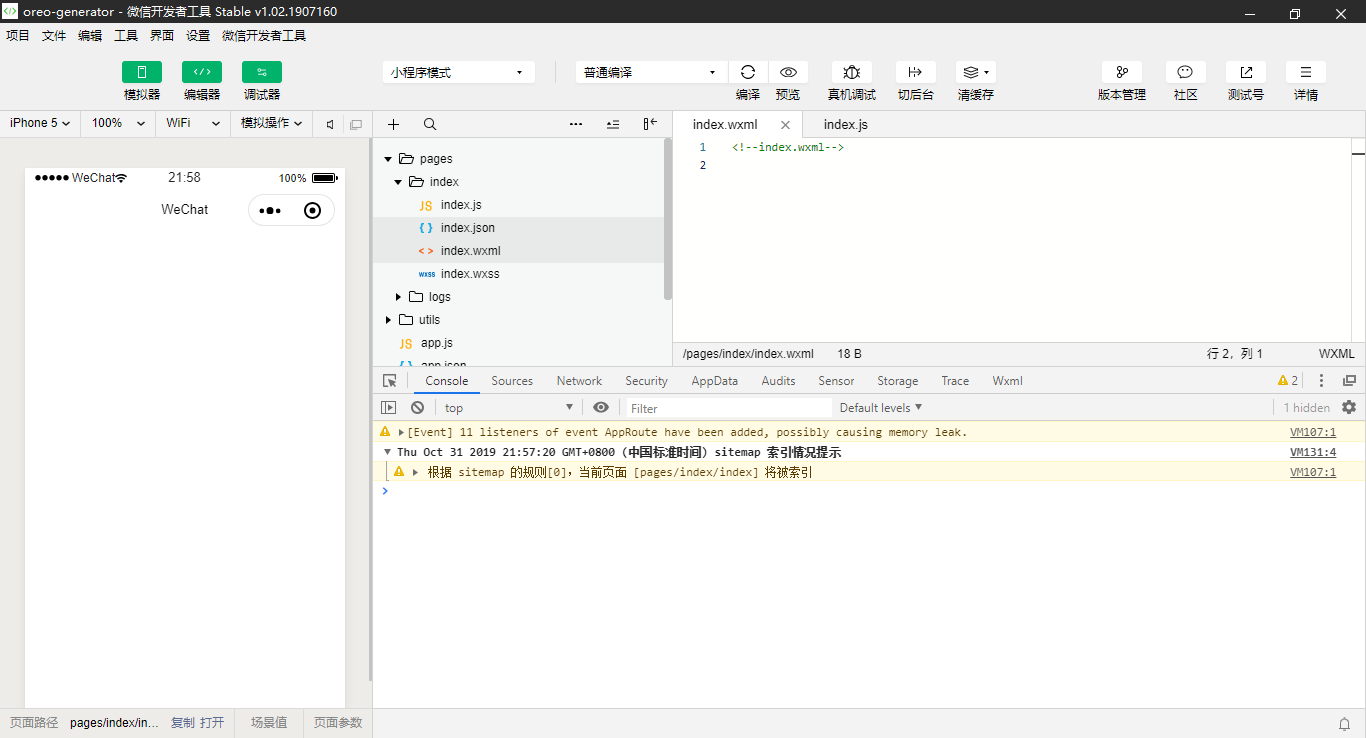 oreo-generator - 微信开发者工具 Stable v1.02.1907160
项目 文件 编辑 工具 界面 设置 微信开发者工具
小程序模式 普通编译
模拟器 编辑器 调试器 编译 预览 真机调试 切后台 清缓存 版本管理 社区 测试号 详情
iPhone 5 100% WiFi 模拟操作
index.wxml index.js
WeChat 21:58 100%
WeChat
pages
index
JS index.js
{ } index.json
< > index.wxml
wxss index.wxss
logs
utils
JS app.js
{ } app.json
1 <!--index.wxml-->
2
/pages/index/index.wxml 18 B 行 2，列 1 WXML
Console Sources Network Security AppData Audits Sensor Storage Trace Wxml 2
top Filter Default levels 1 hidden
[Event] 11 listeners of event AppRoute have been added, possibly causing memory leak. VM107:1
Thu Oct 31 2019 21:57:20 GMT+0800 (中国标准时间) sitemap 索引情况提示 VM131:4
根据 sitemap 的规则[0]，当前页面 [pages/index/index] 将被索引 VM107:1
页面路径 pages/index/in... 复制 打开 场景值 页面参数